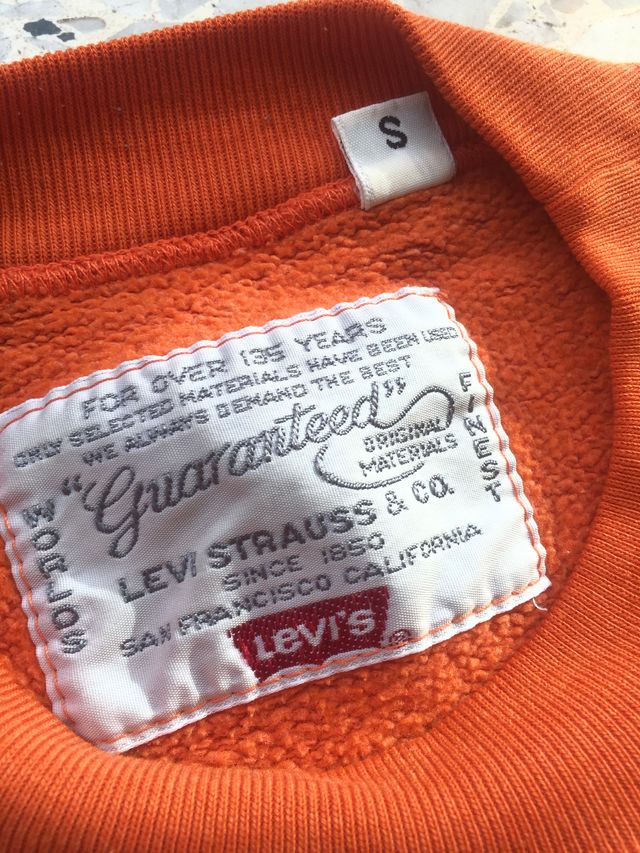 S
FOR OVER 135 YEARS
ONLY SELECTED MATERIALS HAVE BEEN USED
WE ALWAYS DEMAND THE BEST
"Guaranteed"
ORIGINAL
MATERIALS
WORLDS
FINEST
LEVI STRAUSS & CO.
SINCE 1850
SAN FRANCISCO CALIFORNIA
LEVI'S